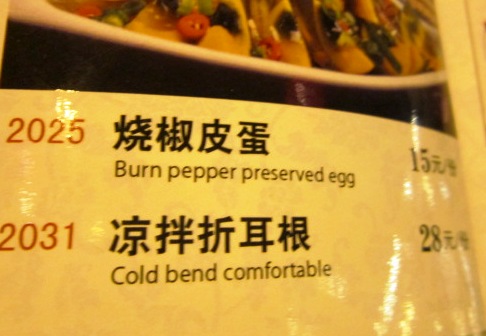 2025 烧椒皮蛋 15元/份
Burn pepper preserved egg
2031 凉拌折耳根 28元/份
Cold bend comfortable